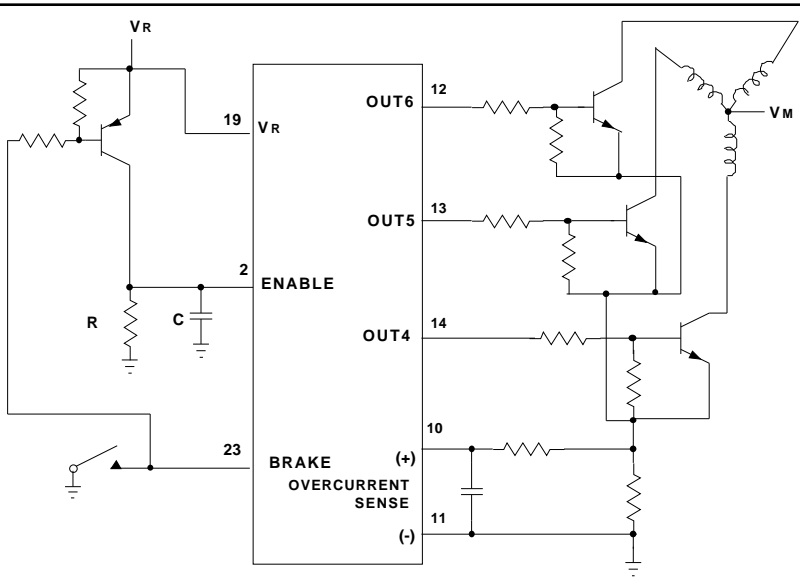 VR
19
VR
2
ENABLE
R
C
23
BRAKE
OVERCURRENT
SENSE
OUT6
12
OUT5
13
OUT4
14
(+)
10
(-)
11
VM